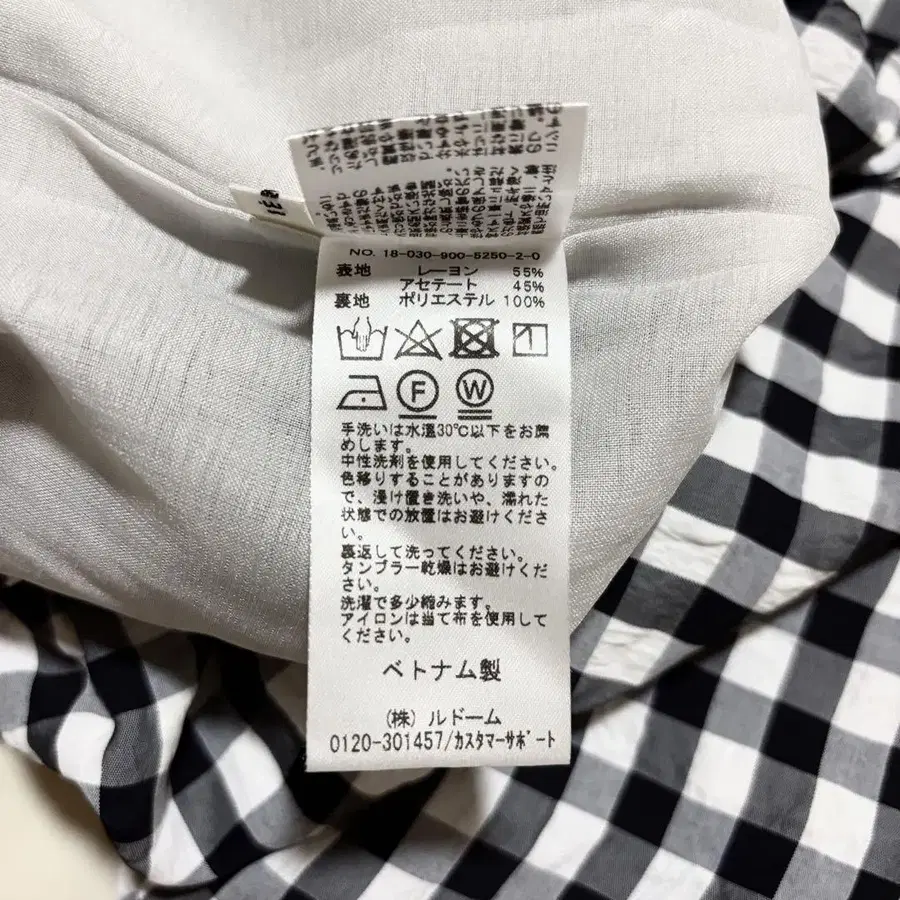 NO. 18-030-900-5250-2-0
表地 レーヨン 55%
アセテート 45%
裏地 ポリエステル 100%
F W
手洗いは水温30℃以下をお薦
めします。
中性洗剤を使用してください。
色移りすることがありますの
で、浸け置き洗いや、濡れた
状態での放置はお避けくださ
い。
裏返して洗ってください。
タンブラー乾燥はお避けくだ
さい。
洗濯で多少縮みます。
アイロンは当て布を使用して
ください。
ベトナム製
(株) ルドーム
0120-301457/カスタマーサポート